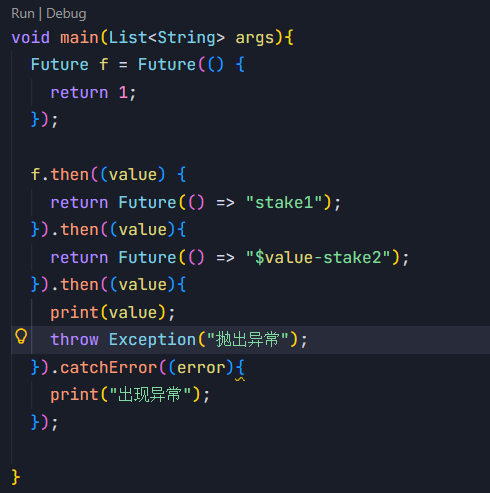 Run | Debug
void main(List<String> args){
  Future f = Future(() {
    return 1;
  });

  f.then((value) {
    return Future(() => "stake1");
  }).then((value){
    return Future(() => "$value-stake2");
  }).then((value){
    print(value);
    throw Exception("抛出异常");
  }).catchError((error){
    print("出现异常");
  });

}